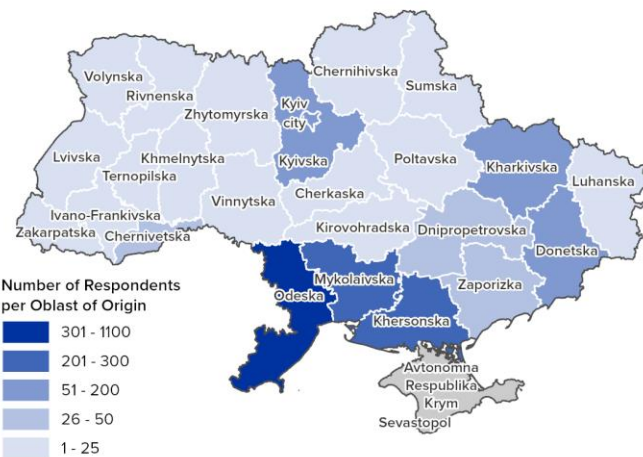 Chernihivska
Volynska
Rivnenska
Sumska
Kyiv
city
Zhytomyrska
Lvivska
Khmelnytska
Kyivska
Poltavska
Kharkivska
Ternopilska
Luhanska
Cherkaska
Vinnytska
Ivano-Frankivska
Kirovohradska
Dnipropetrovska
Zakarpatska
Chernivetska
Donetska
Mykolaivska
Zaporizka
Odeska
Khersonska
Avtonomna
Respublika
Krym
Sevastopol
Number of Respondents
per Oblast of Origin
301 - 1100
201 - 300
51 - 200
26 - 50
1 - 25